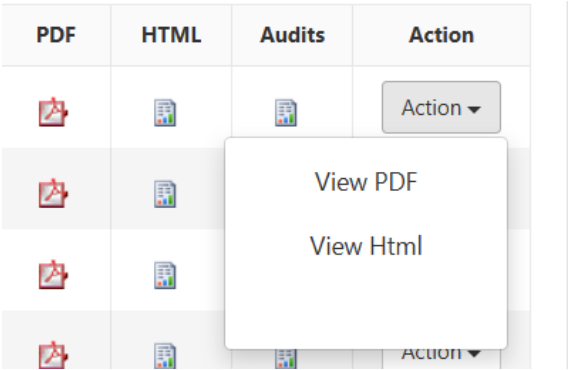 PDF HTML Audits Action
Action
View PDF
View Html
Action